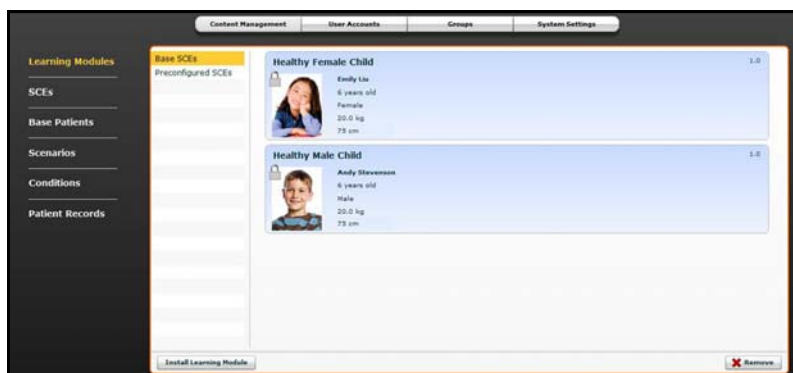 Content Management
User Accounts
Groups
System Settings
Learning Modules
SCEs
Base Patients
Scenarios
Conditions
Patient Records
Base SCEs
Preconfigured SCEs
Healthy Female Child
1.0
Emily Liu
6 years old
Female
20.0 kg
75 cm
Healthy Male Child
1.0
Andy Stevenson
6 years old
Male
20.0 kg
75 cm
Install Learning Module
Remove